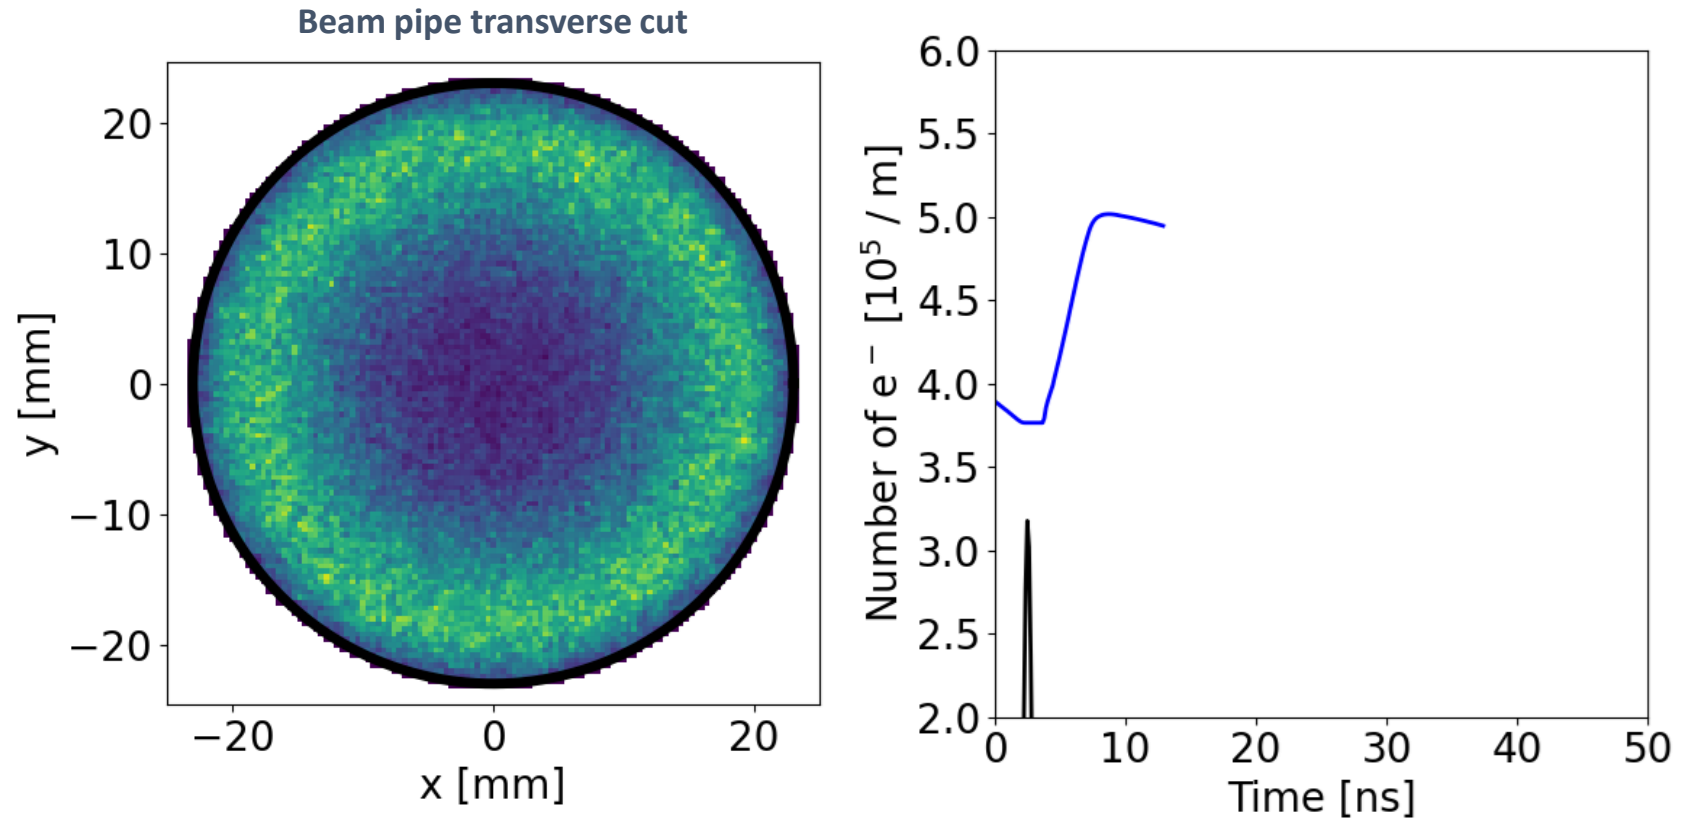 Beam pipe transverse cut
20
10
0
−10
−20
y [mm]
−20 0 20
x [mm]
6.0
5.5
5.0
4.5
4.0
3.5
3.0
2.5
2.0
Number of e⁻ [10⁵ / m]
0 10 20 30 40 50
Time [ns]